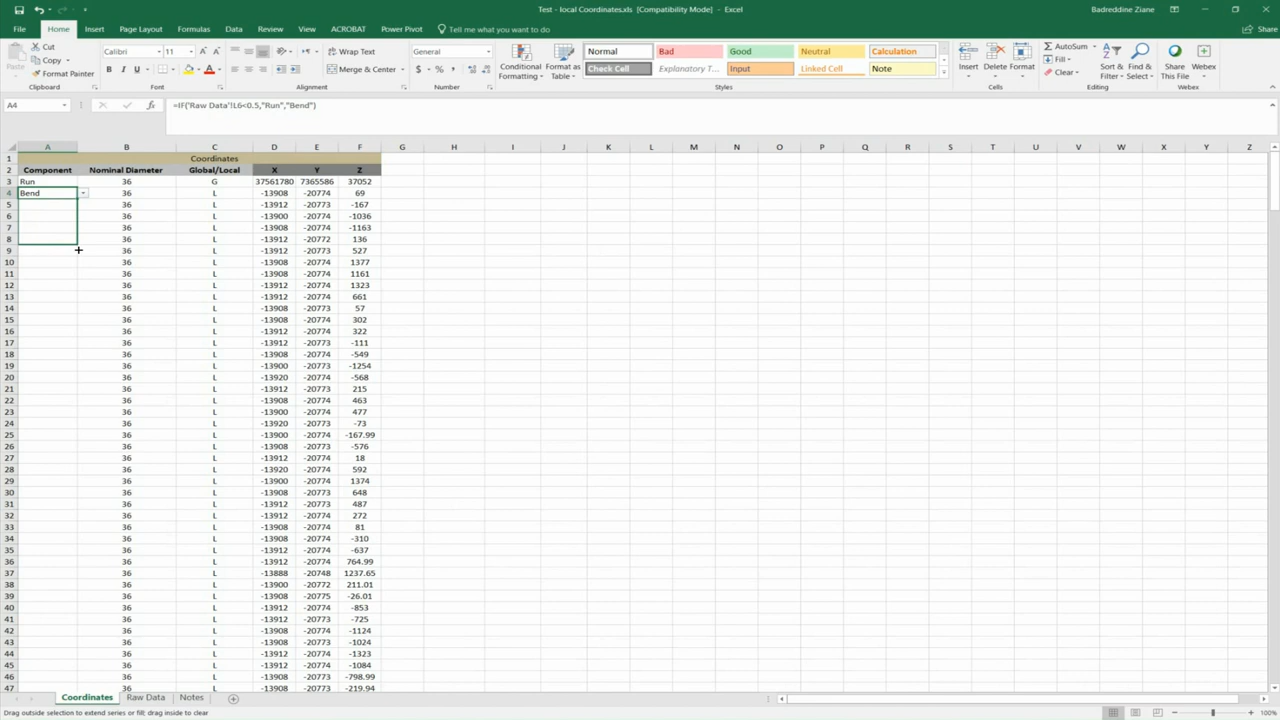 Test - local Coordinates.xls [Compatibility Mode] - Excel
Badreddine Ziane
File Home Insert Page Layout Formulas Data Review View ACROBAT Power Pivot Tell me what you want to do Share
Cut
Copy
Format Painter
Paste
Clipboard
Calibri 11
B I U
Font
Wrap Text
Merge & Center
Alignment
General
$ % ,
Number
Conditional Formatting
Format as Table
Normal Bad Good Neutral Calculation
Check Cell Explanatory T... Input Linked Cell Note
Styles
Insert Delete Format
Cells
AutoSum
Fill
Clear
Sort & Filter
Find & Select
Editing
Share This File
Webex
Webex
A4 fx =IF('Raw Data'!L6<0.5,"Run","Bend")
A B C D E F G H I J K L M N O P Q R S T U V W X Y Z
1 Coordinates
2 Component Nominal Diameter Global/Local X Y Z
3 Run 36 G 37561780 7365586 37052
4 Bend 36 L -13908 -20774 69
5 36 L -13912 -20773 -167
6 36 L -13900 -20774 -1036
7 36 L -13908 -20774 -1163
8 36 L -13912 -20772 136
9 36 L -13912 -20773 527
10 36 L -13908 -20774 1377
11 36 L -13908 -20774 1161
12 36 L -13912 -20774 1323
13 36 L -13912 -20774 661
14 36 L -13908 -20773 57
15 36 L -13908 -20774 302
16 36 L -13912 -20774 322
17 36 L -13912 -20773 -111
18 36 L -13908 -20774 -549
19 36 L -13900 -20773 -1254
20 36 L -13920 -20774 -568
21 36 L -13912 -20773 215
22 36 L -13908 -20774 463
23 36 L -13900 -20774 477
24 36 L -13920 -20773 -73
25 36 L -13900 -20774 -167.99
26 36 L -13908 -20773 -576
27 36 L -13912 -20774 18
28 36 L -13920 -20774 592
29 36 L -13900 -20774 1374
30 36 L -13908 -20773 648
31 36 L -13912 -20773 487
32 36 L -13912 -20774 272
33 36 L -13908 -20774 81
34 36 L -13908 -20774 -310
35 36 L -13912 -20774 -637
36 36 L -13912 -20774 764.99
37 36 L -13888 -20748 1237.65
38 36 L -13900 -20772 211.01
39 36 L -13908 -20775 -26.01
40 36 L -13912 -20774 -853
41 36 L -13912 -20774 -725
42 36 L -13908 -20774 -1124
43 36 L -13908 -20773 -1024
44 36 L -13912 -20774 -1323
45 36 L -13912 -20774 -1084
46 36 L -13908 -20773 -798.99
47 36 L -13908 -20773 -219.94
Coordinates Raw Data Notes
Drag outside selection to extend series or fill; drag inside to clear
100%